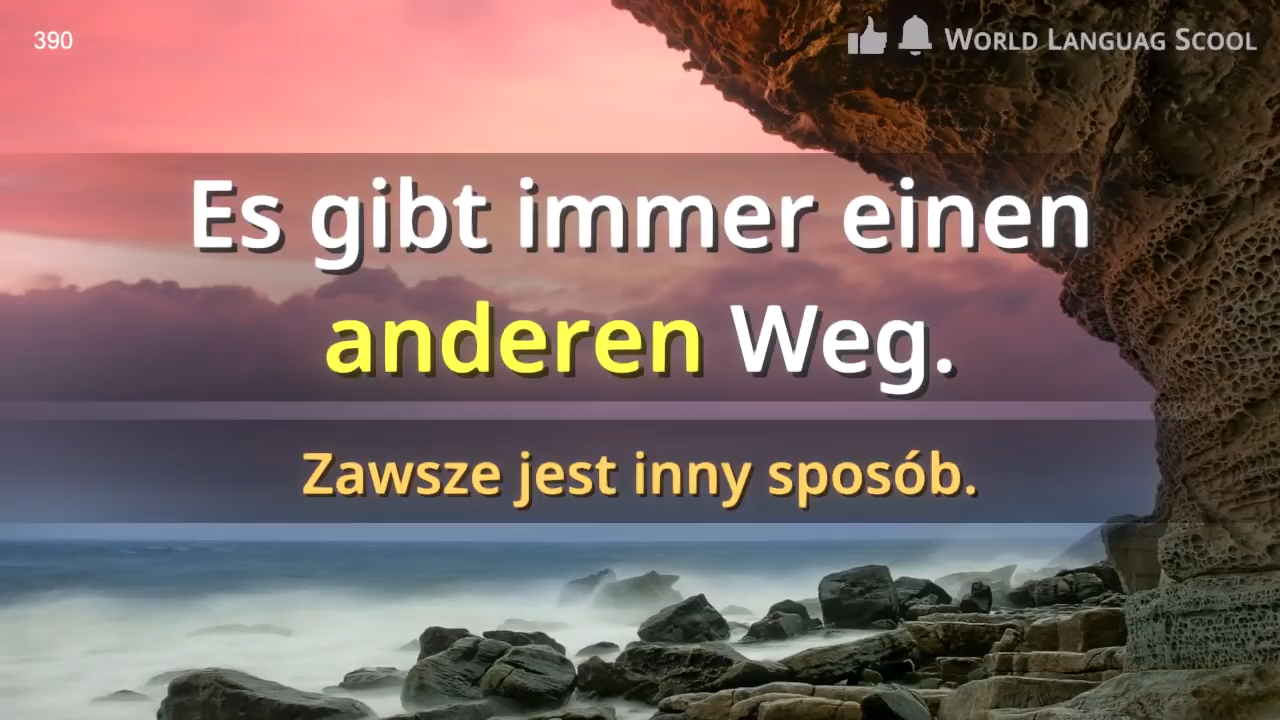 390
World Languag Scool
Es gibt immer einen
anderen Weg.
Zawsze jest inny sposób.